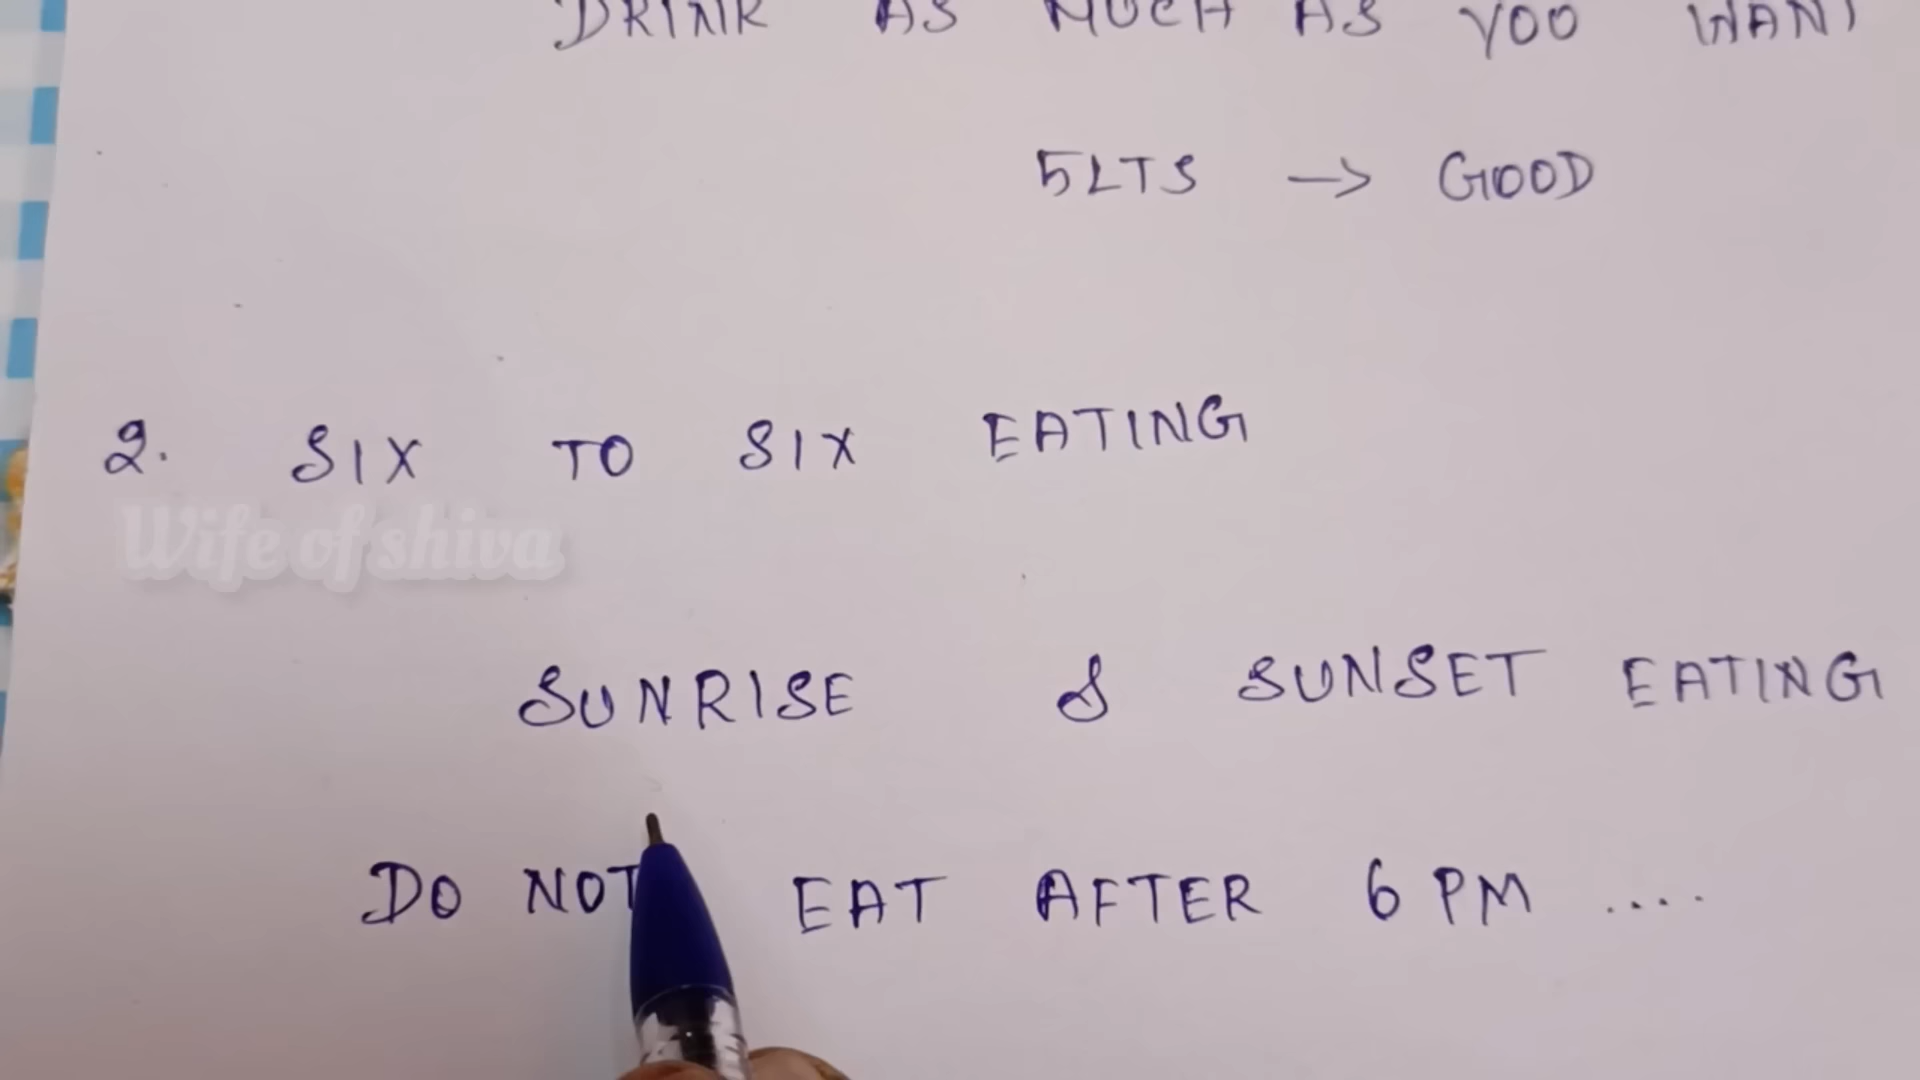 DRINK AS MUCH AS YOU WANT
5LTS → GOOD
2. SIX TO SIX EATING
Wife of shiva
SUNRISE & SUNSET EATING
DO NOT EAT AFTER 6 PM ....